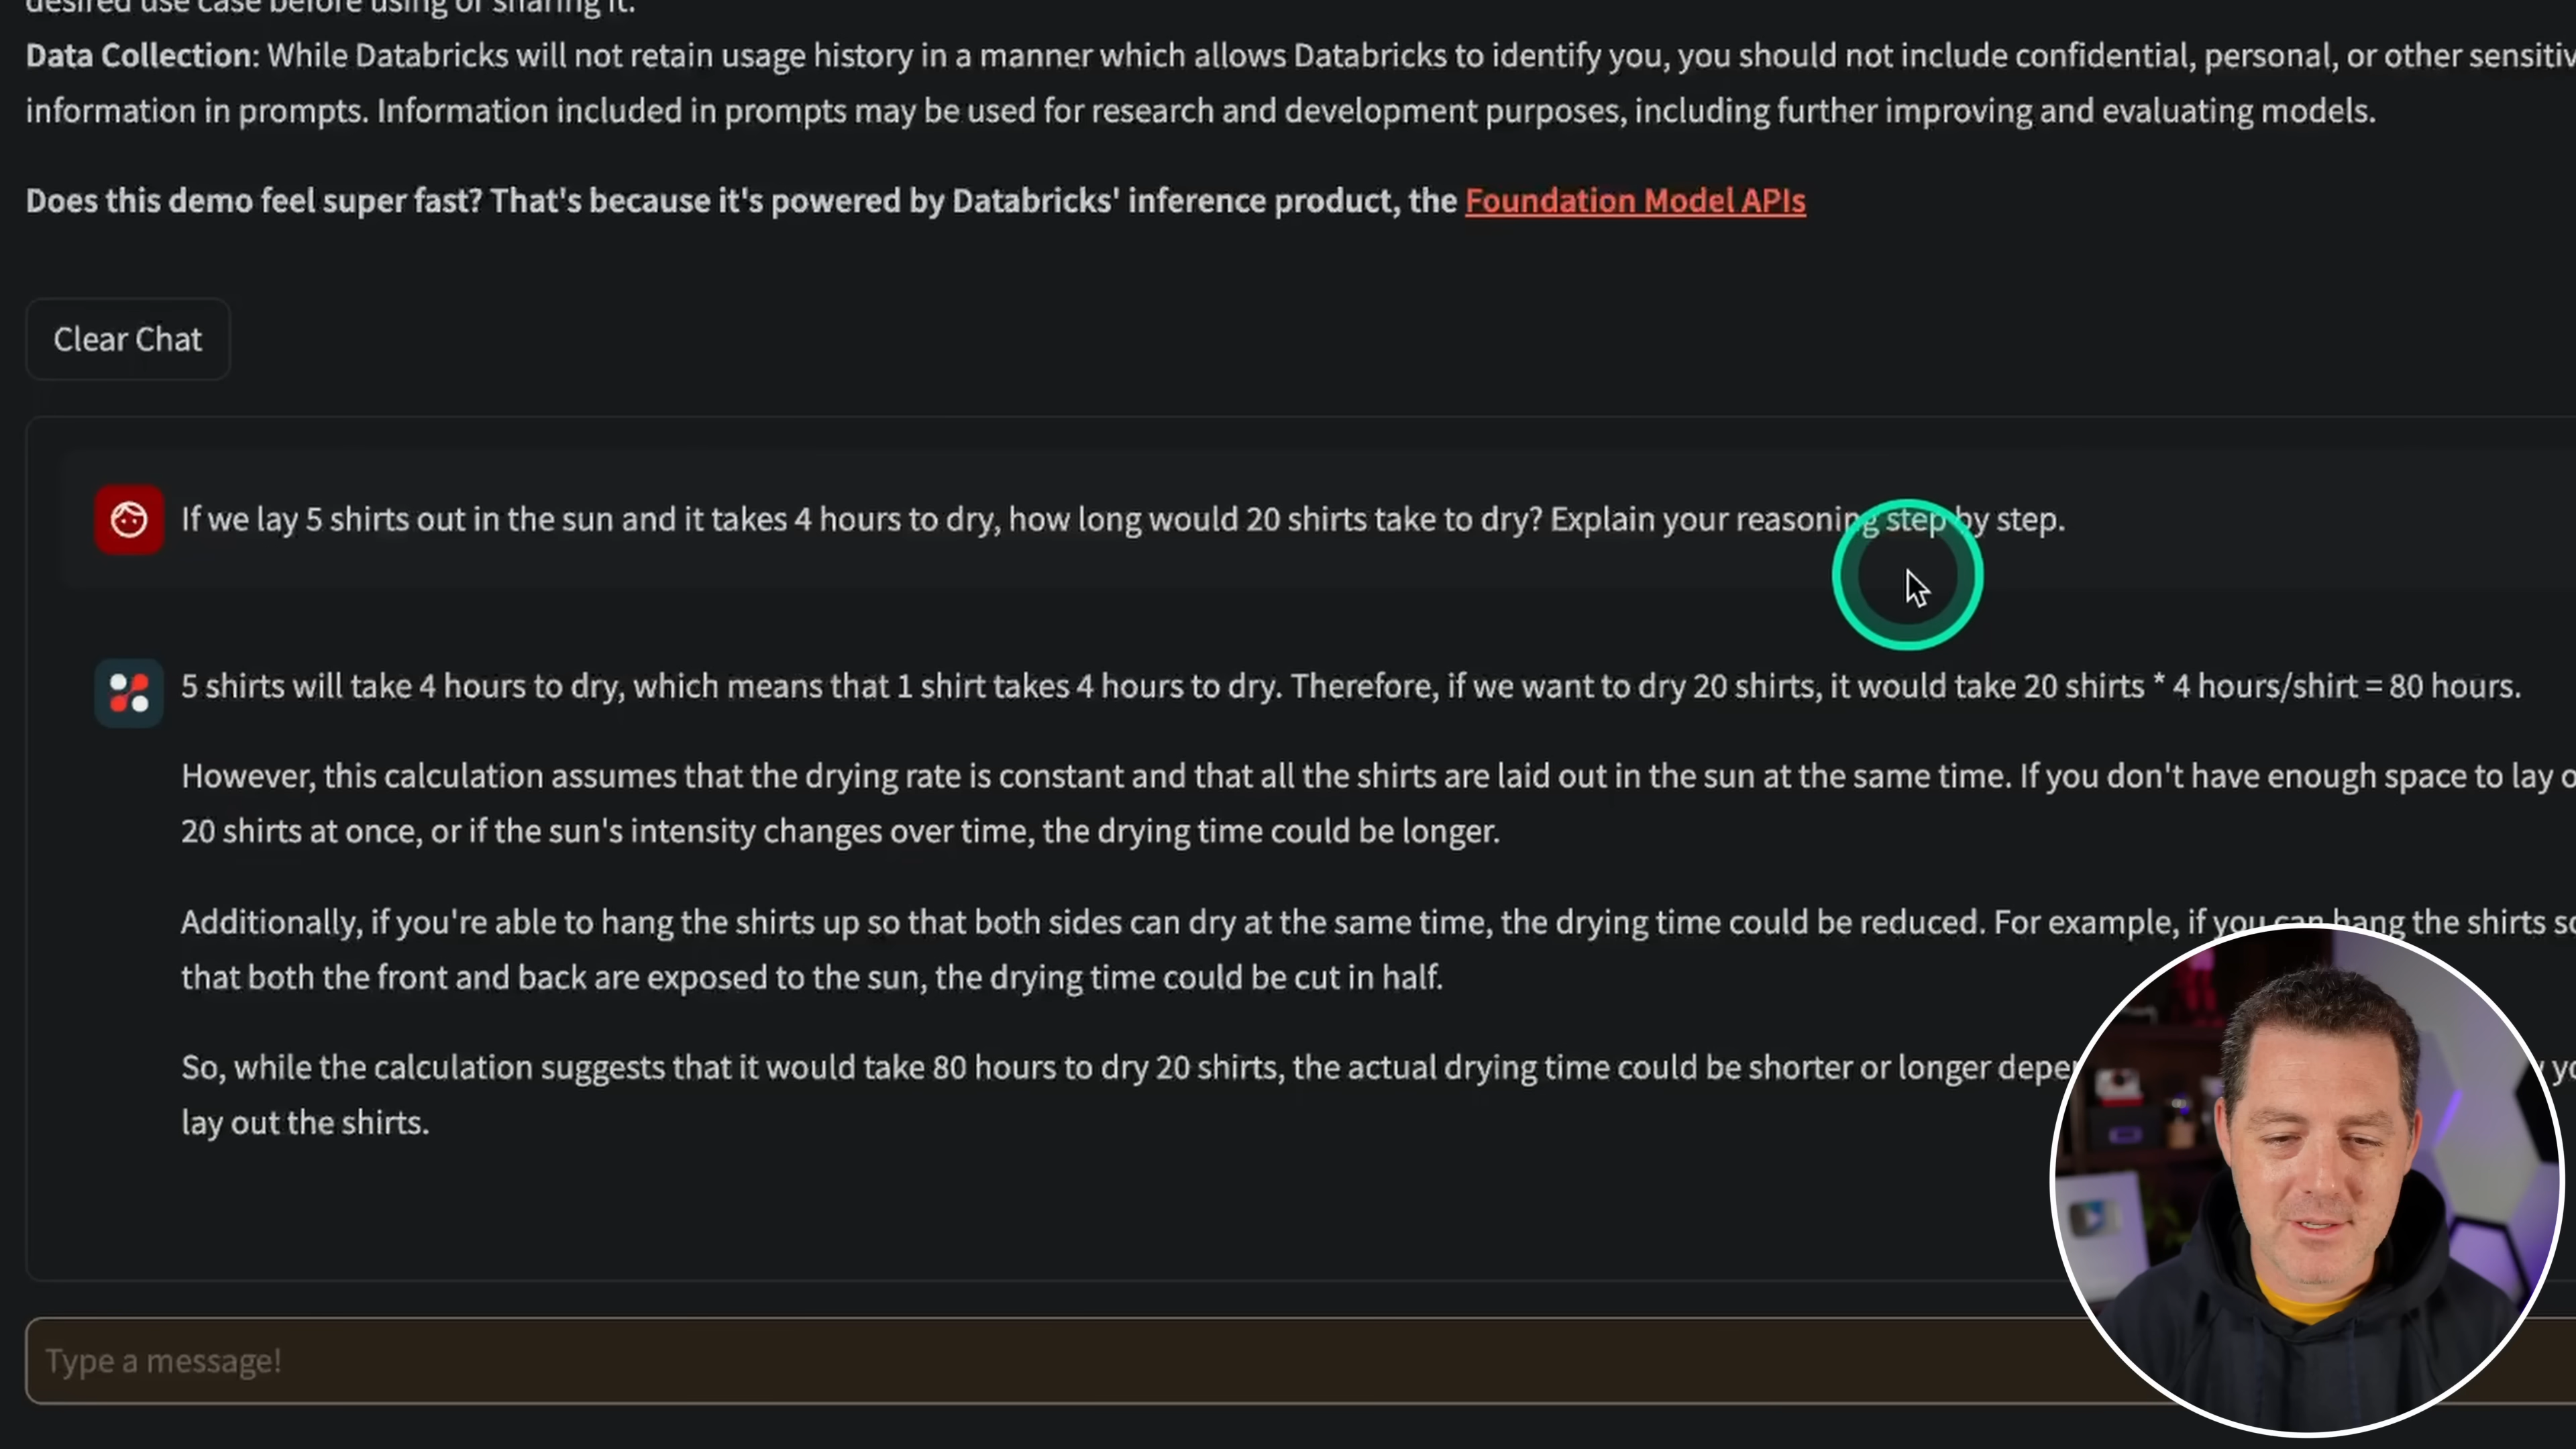 desired use case before using or sharing it.
Data Collection: While Databricks will not retain usage history in a manner which allows Databricks to identify you, you should not include confidential, personal, or other sensitiv
information in prompts. Information included in prompts may be used for research and development purposes, including further improving and evaluating models.
Does this demo feel super fast? That's because it's powered by Databricks' inference product, the Foundation Model APIs
Clear Chat
If we lay 5 shirts out in the sun and it takes 4 hours to dry, how long would 20 shirts take to dry? Explain your reasoning step by step.
5 shirts will take 4 hours to dry, which means that 1 shirt takes 4 hours to dry. Therefore, if we want to dry 20 shirts, it would take 20 shirts * 4 hours/shirt = 80 hours.
However, this calculation assumes that the drying rate is constant and that all the shirts are laid out in the sun at the same time. If you don't have enough space to lay o
20 shirts at once, or if the sun's intensity changes over time, the drying time could be longer.
Additionally, if you're able to hang the shirts up so that both sides can dry at the same time, the drying time could be reduced. For example, if you can hang the shirts so
that both the front and back are exposed to the sun, the drying time could be cut in half.
So, while the calculation suggests that it would take 80 hours to dry 20 shirts, the actual drying time could be shorter or longer depe
lay out the shirts.
Type a message!